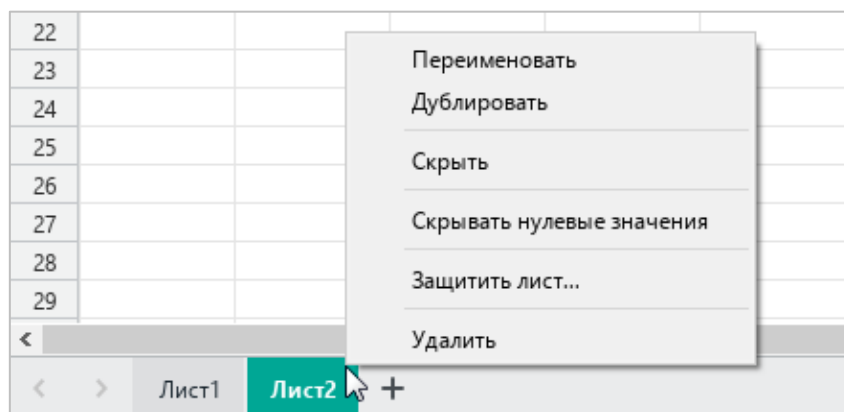 22
Переименовать
23
24
Дублировать
25
Скрыть
26
27
Скрывать нулевые значения
28
Защитить лист...
29
Удалить
Лист1 Лист2 +